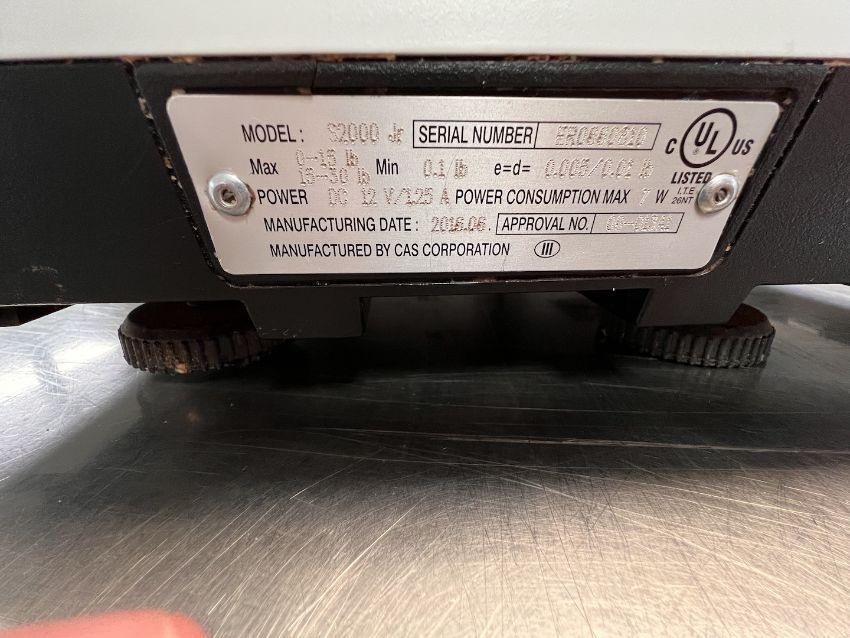 MODEL : S2000 Jr SERIAL NUMBER
Max 0-15 lb 15-30 lb Min 0.1 lb e=d= 0.005/0.01 lb
POWER DC 12 V/1.25 A POWER CONSUMPTION MAX 7 W
MANUFACTURING DATE : 2016.06. APPROVAL NO.
MANUFACTURED BY CAS CORPORATION III
C UL US
LISTED
I.T.E
26NT